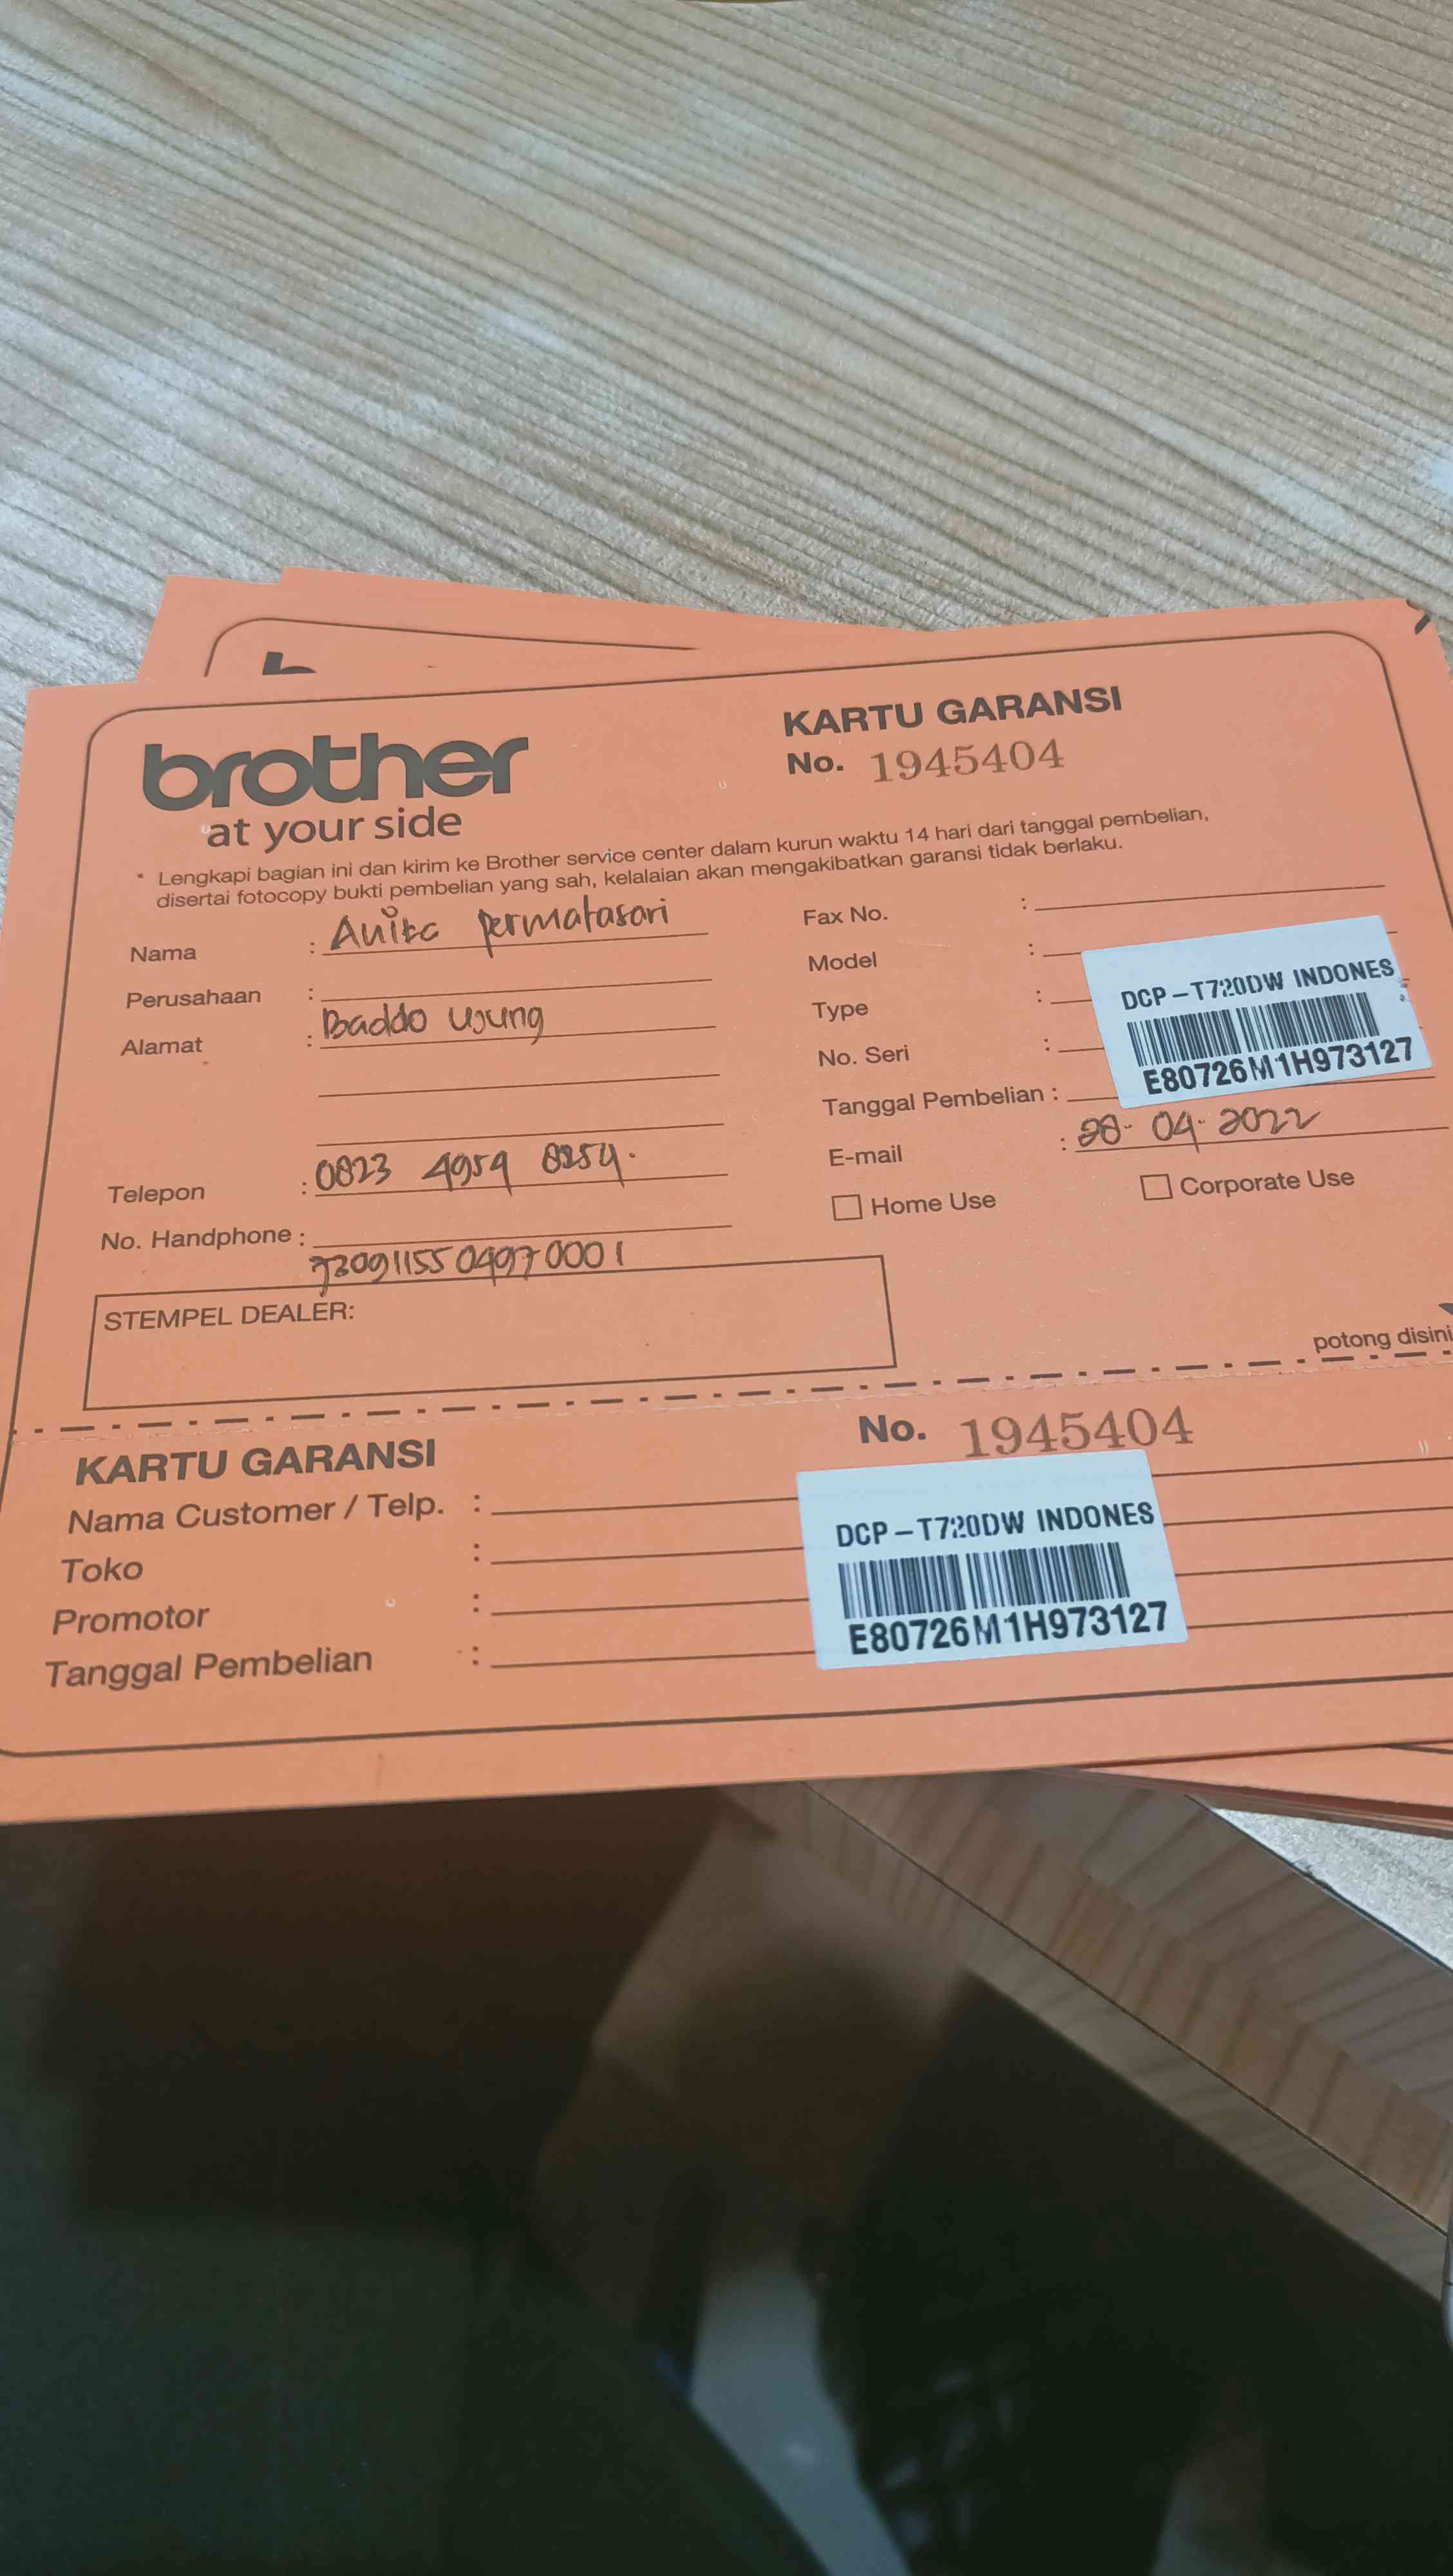 brother
at your side
KARTU GARANSI
No. 1945404
* Lengkapi bagian ini dan kirim ke Brother service center dalam kurun waktu 14 hari dari tanggal pembelian,
disertai fotocopy bukti pembelian yang sah, kelalaian akan mengakibatkan garansi tidak berlaku.
Nama : Anita permatasari
Perusahaan :
Alamat : Baddo Ujung
Telepon : 0823 4959 8254.
No. Handphone :
7309115504970001
STEMPEL DEALER:
Fax No. :
Model :
Type :
No. Seri :
Tanggal Pembelian :
DCP-T720DW INDONES
E80726M1H973127
E-mail : 28-04-2022
Home Use
Corporate Use
potong disini
KARTU GARANSI
No. 1945404
Nama Customer / Telp. :
Toko :
Promotor :
Tanggal Pembelian :
DCP-T720DW INDONES
E80726M1H973127